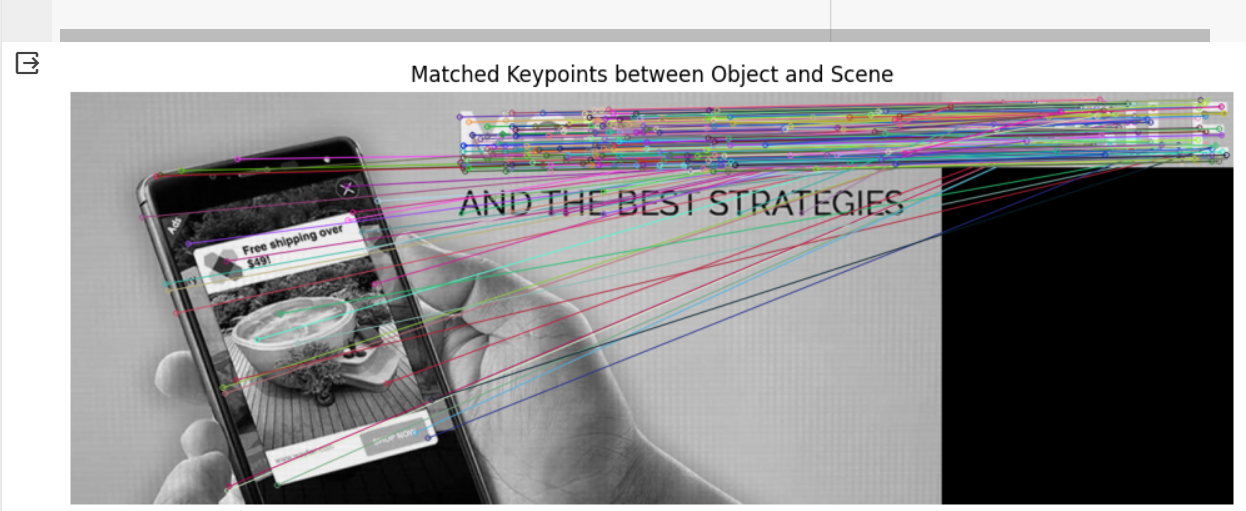 Matched Keypoints between Object and Scene
AND THE BEST STRATEGIES
Ads
Free shipping over
$49!
SHOP NOW